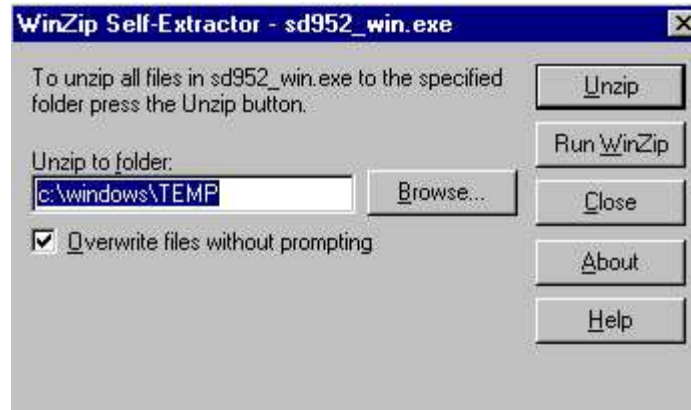 WinZip Self-Extractor - sd952_win.exe
To unzip all files in sd952_win.exe to the specified
folder press the Unzip button.
Unzip to folder:
c:\windows\TEMP
Browse...
Overwrite files without prompting
Unzip
Run WinZip
Close
About
Help